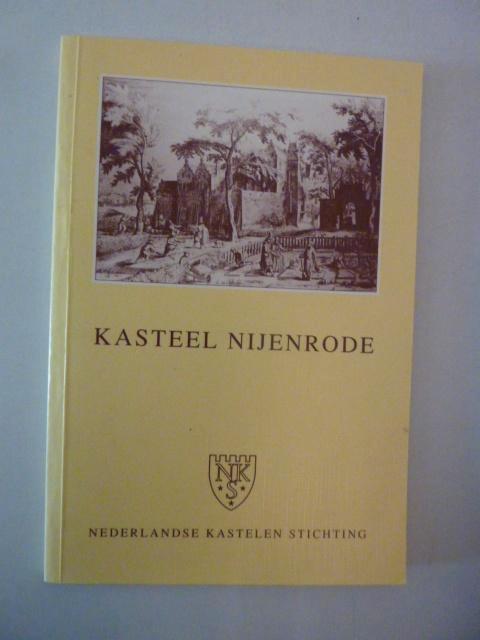 KASTEEL NIJENRODE
NKS
NEDERLANDSE KASTELEN STICHTING